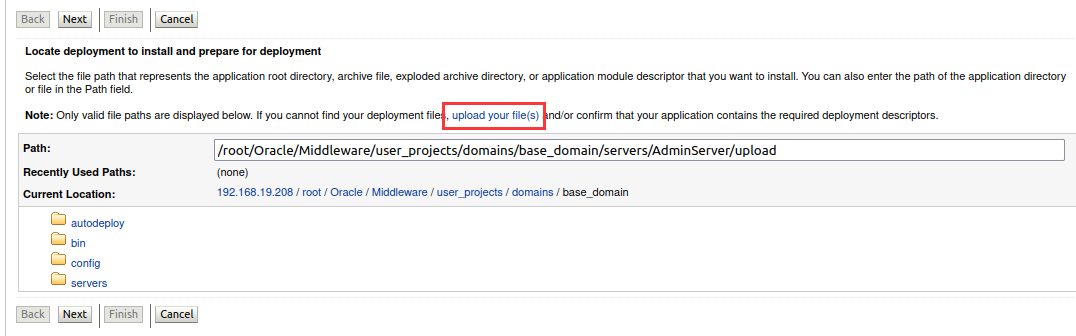 Back Next Finish Cancel
Locate deployment to install and prepare for deployment
Select the file path that represents the application root directory, archive file, exploded archive directory, or application module descriptor that you want to install. You can also enter the path of the application directory
or file in the Path field.
Note: Only valid file paths are displayed below. If you cannot find your deployment files, upload your file(s) and/or confirm that your application contains the required deployment descriptors.
Path: /root/Oracle/Middleware/user_projects/domains/base_domain/servers/AdminServer/upload
Recently Used Paths: (none)
Current Location: 192.168.19.208 / root / Oracle / Middleware / user_projects / domains / base_domain
autodeploy
bin
config
servers
Back Next Finish Cancel